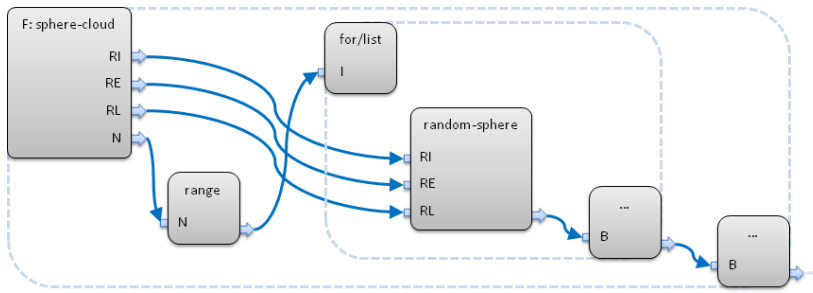 F: sphere-cloud
RI
RE
RL
N
range
N
for/list
I
random-sphere
RI
RE
RL
...
B
...
B